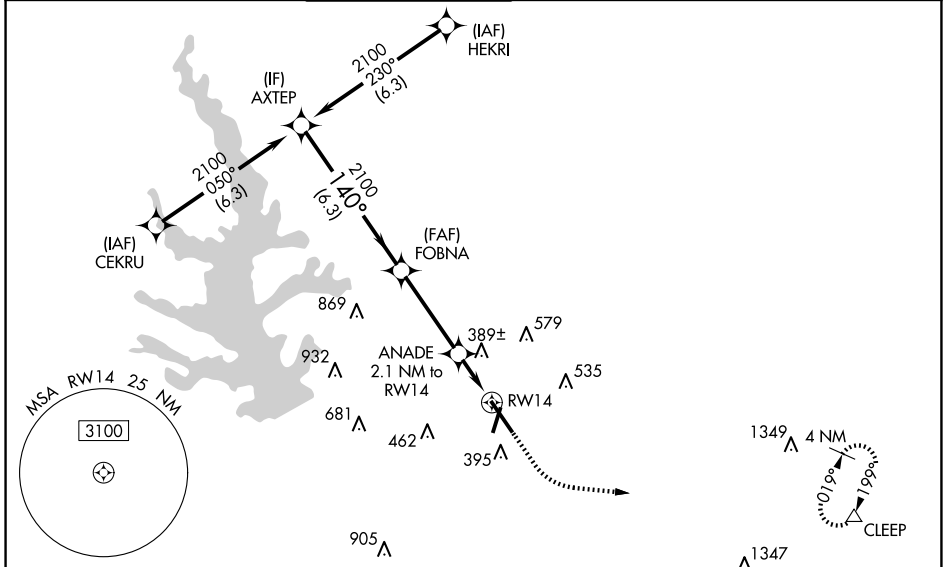 (IAF)
HEKRI
2100
230°
(6.3)
(IF)
AXTEP
2100
050°
(6.3)
2100
140°
(6.3)
(IAF)
CEKRU
(FAF)
FOBNA
869
389±
579
ANADE
2.1 NM to
RW14
932
535
RW14
681
462
395
MSA RW14 25 NM
3100
1349
4 NM
019°
199°
CLEEP
905
1347